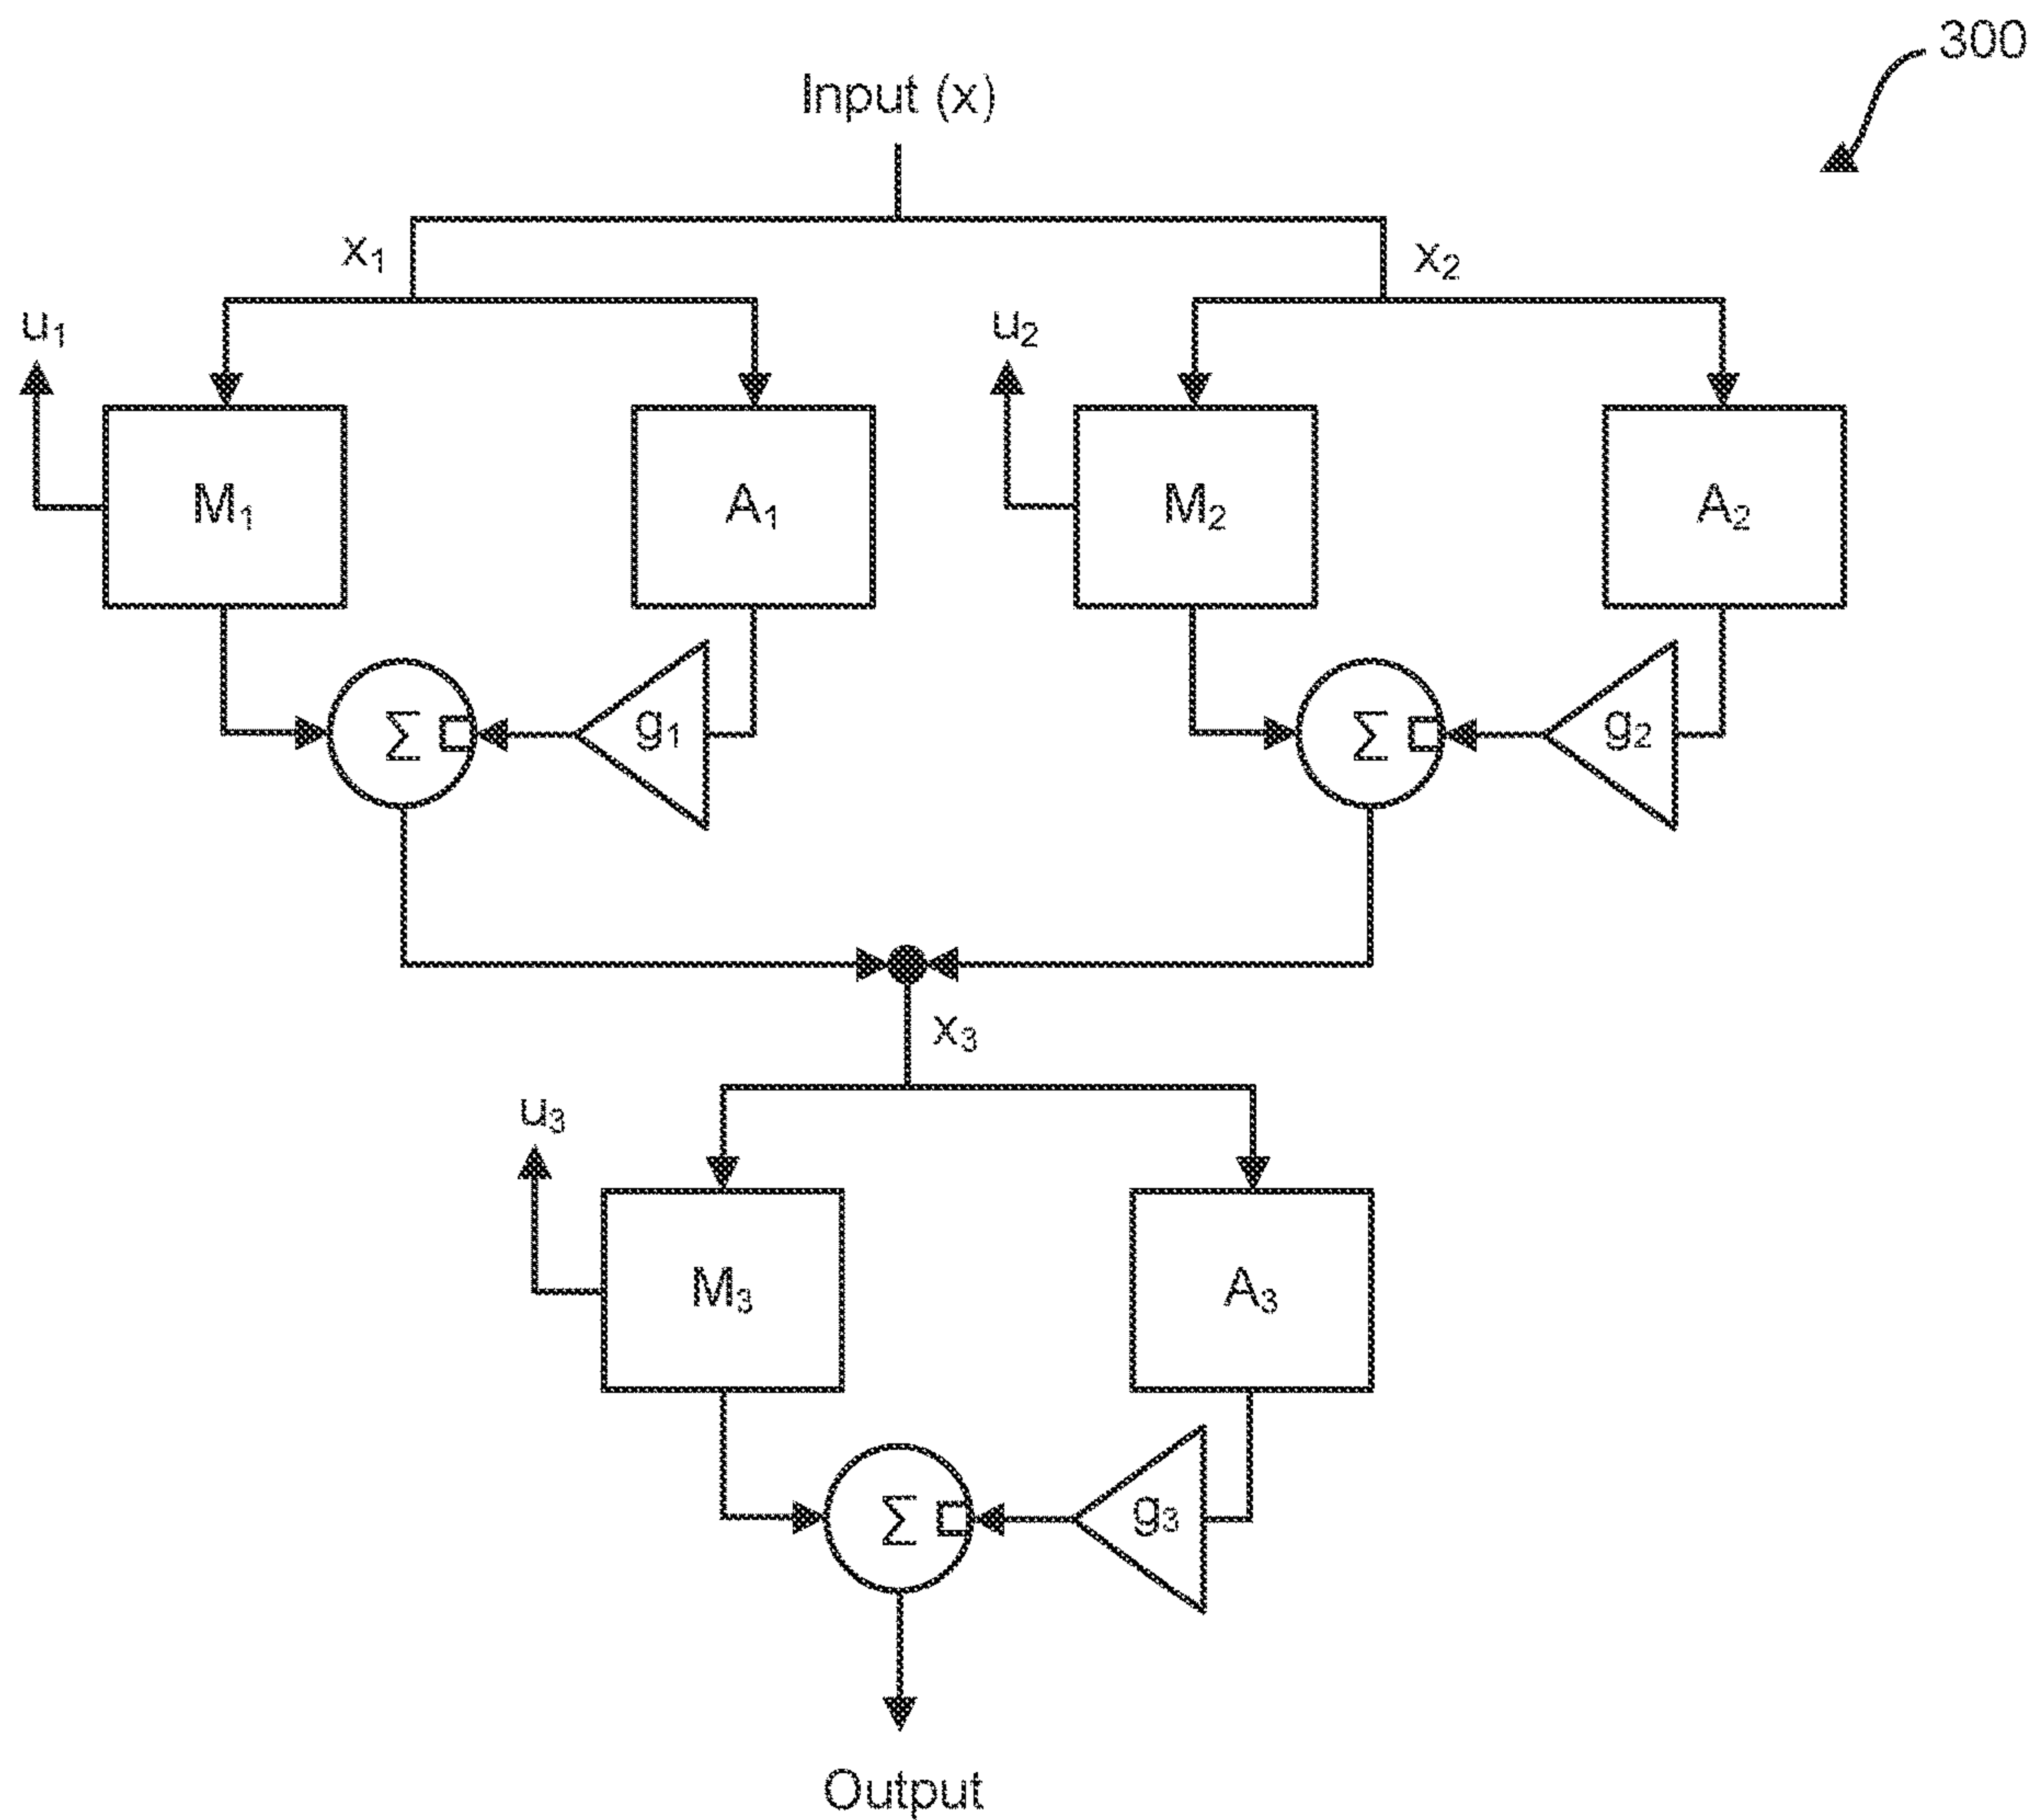 300
Input (x)
x₁
x₂
u₁
u₂
M₁
A₁
M₂
A₂
Σ
g₁
Σ
g₂
x₃
u₃
M₃
A₃
Σ
g₃
Output